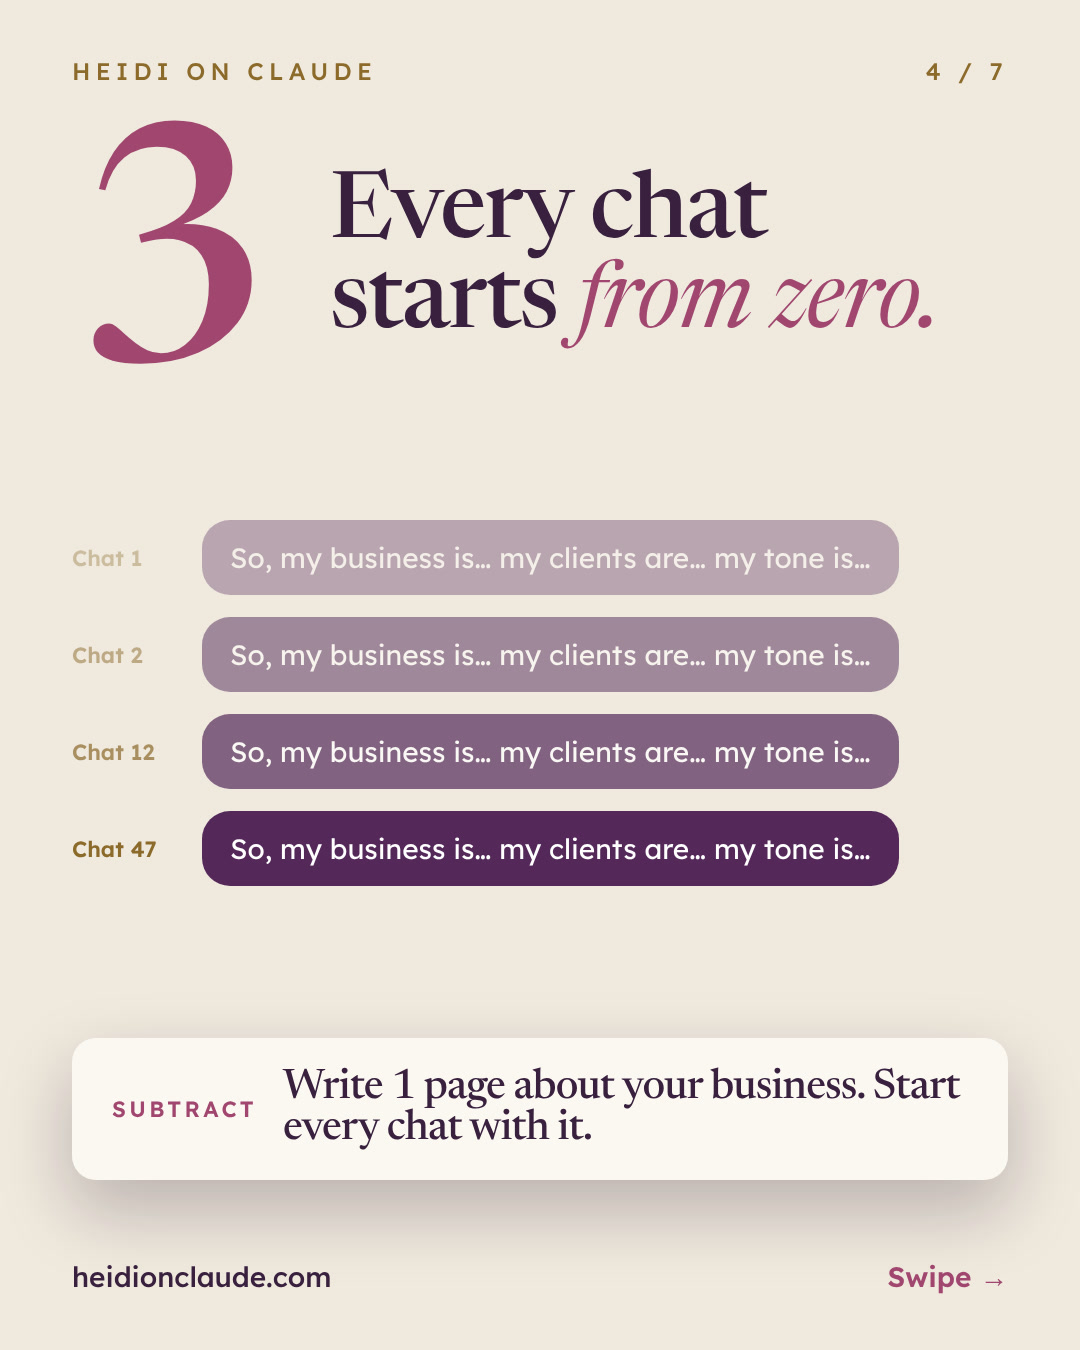 HEIDI ON CLAUDE
4 / 7
3
Every chat
starts from zero.
Chat 1
So, my business is... my clients are... my tone is...
Chat 2
So, my business is... my clients are... my tone is...
Chat 12
So, my business is... my clients are... my tone is...
Chat 47
So, my business is... my clients are... my tone is...
SUBTRACT
Write 1 page about your business. Start
every chat with it.
heidionclaude.com
Swipe →